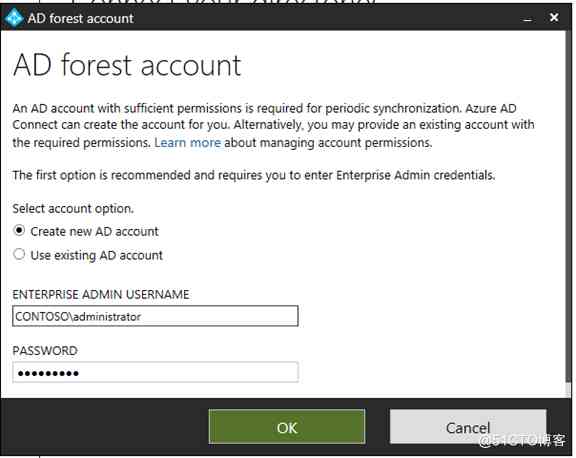 AD forest account
AD forest account
An AD account with sufficient permissions is required for periodic synchronization. Azure AD
Connect can create the account for you. Alternatively, you may provide an existing account with
the required permissions. Learn more about managing account permissions.
The first option is recommended and requires you to enter Enterprise Admin credentials.
Select account option.
Create new AD account
Use existing AD account
ENTERPRISE ADMIN USERNAME
CONTOSO\administrator
PASSWORD
●●●●●●●●●
OK
Cancel
@51CTO博客